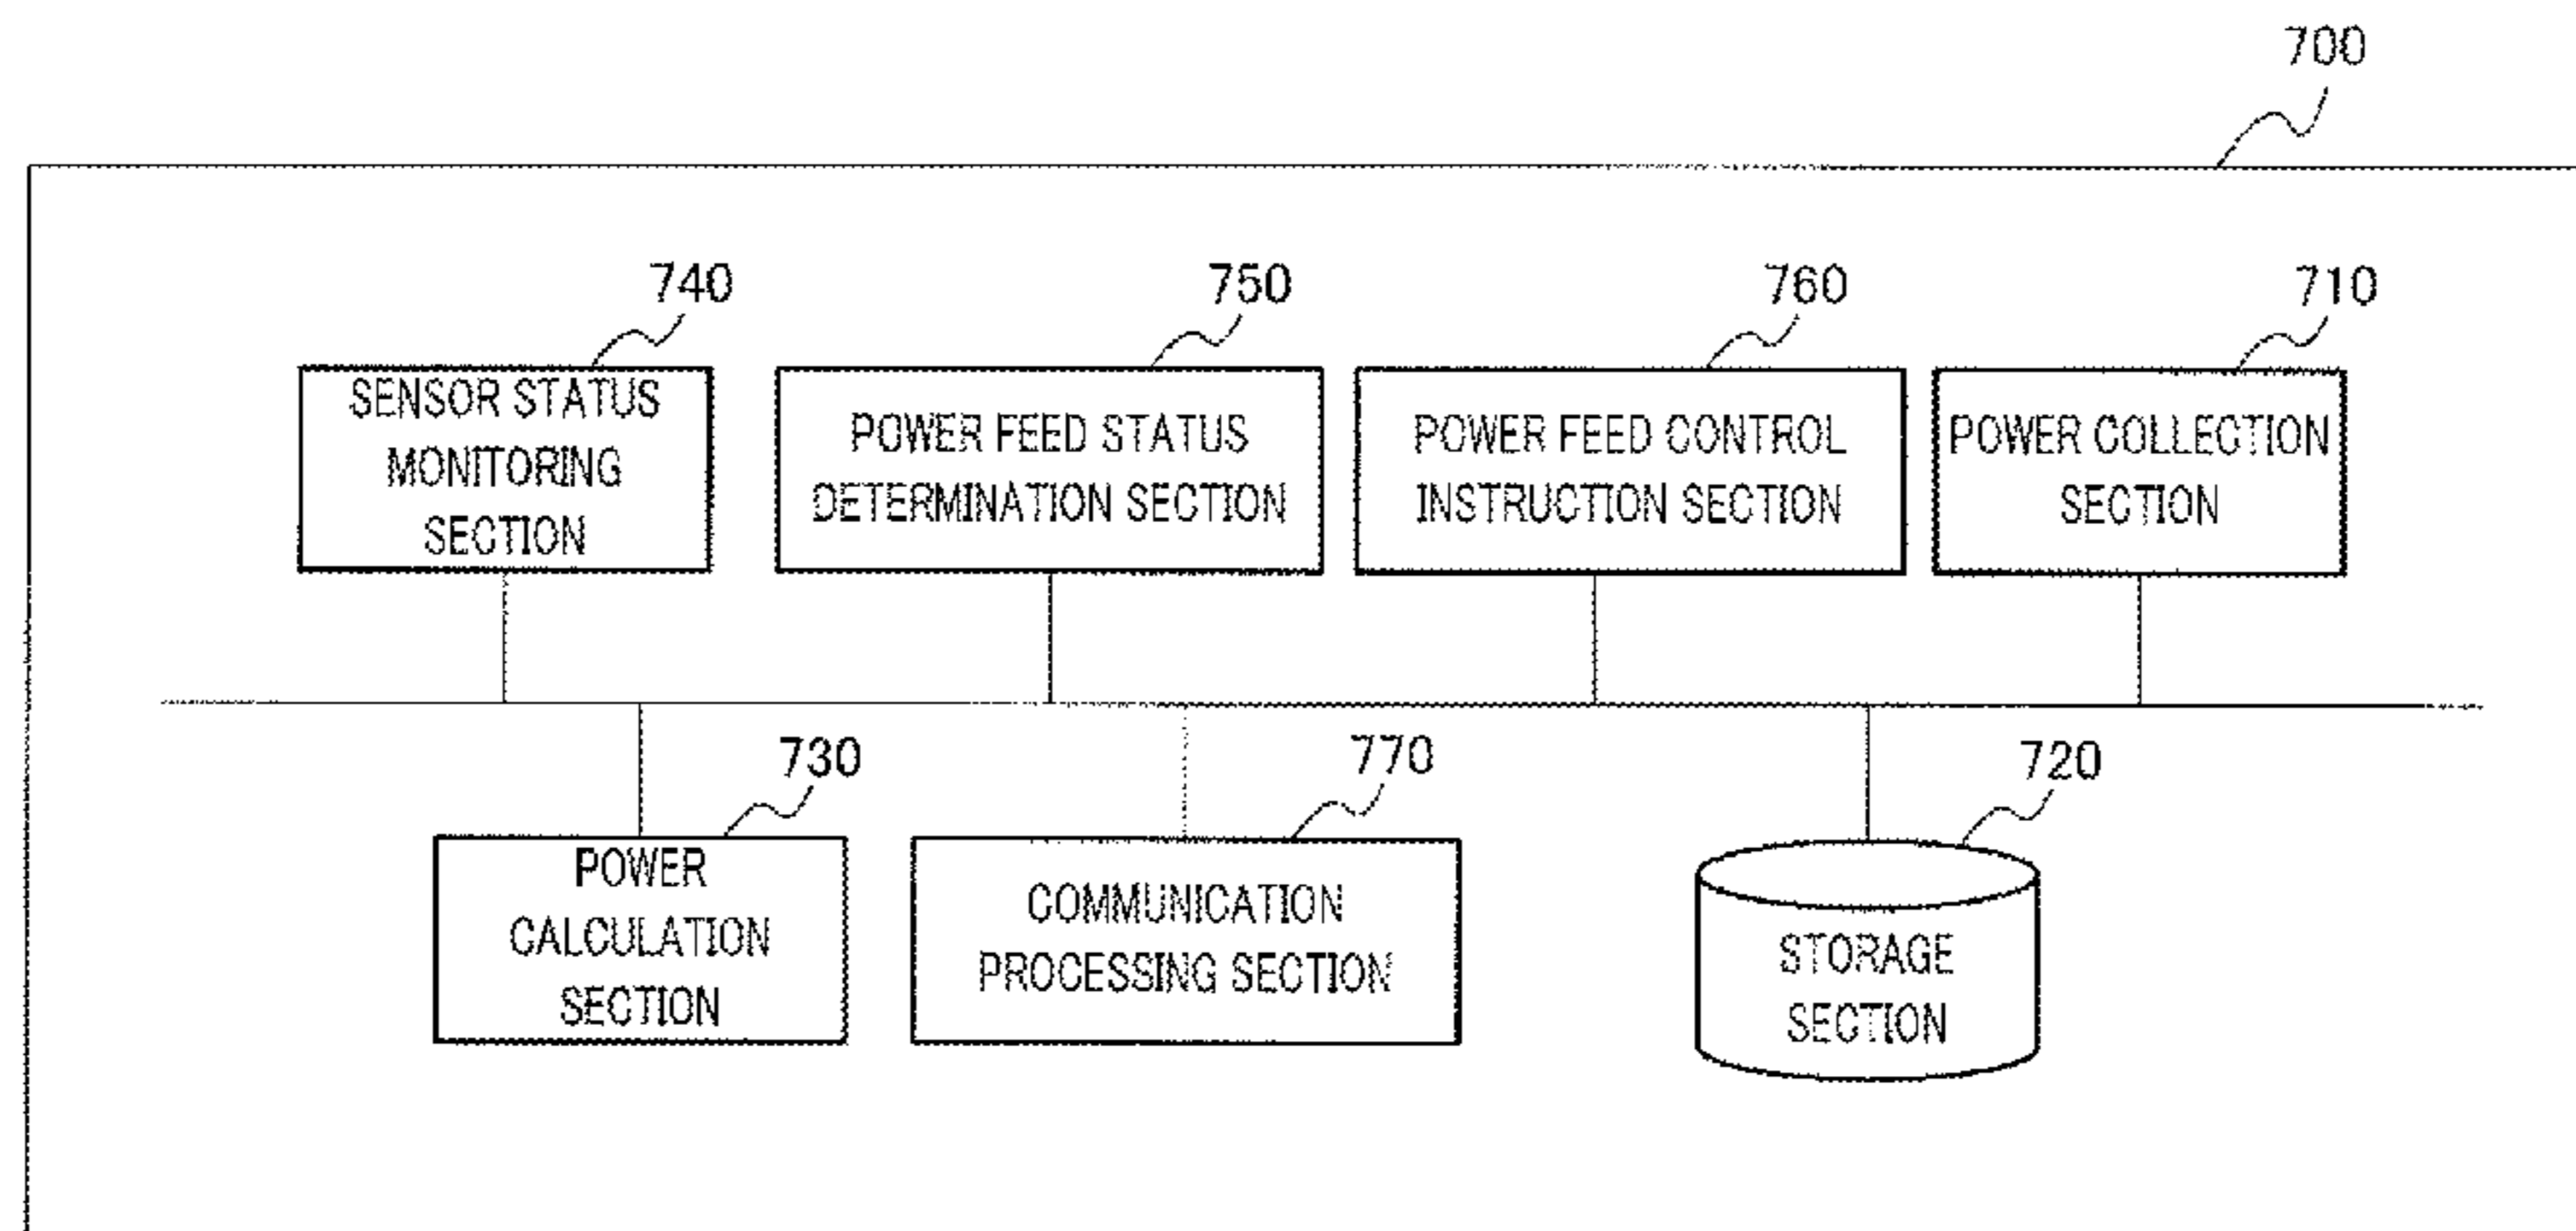 700
740
750
760
710
SENSOR STATUS
MONITORING
SECTION
POWER FEED STATUS
DETERMINATION SECTION
POWER FEED CONTROL
INSTRUCTION SECTION
POWER COLLECTION
SECTION
730
770
720
POWER
CALCULATION
SECTION
COMMUNICATION
PROCESSING SECTION
STORAGE
SECTION